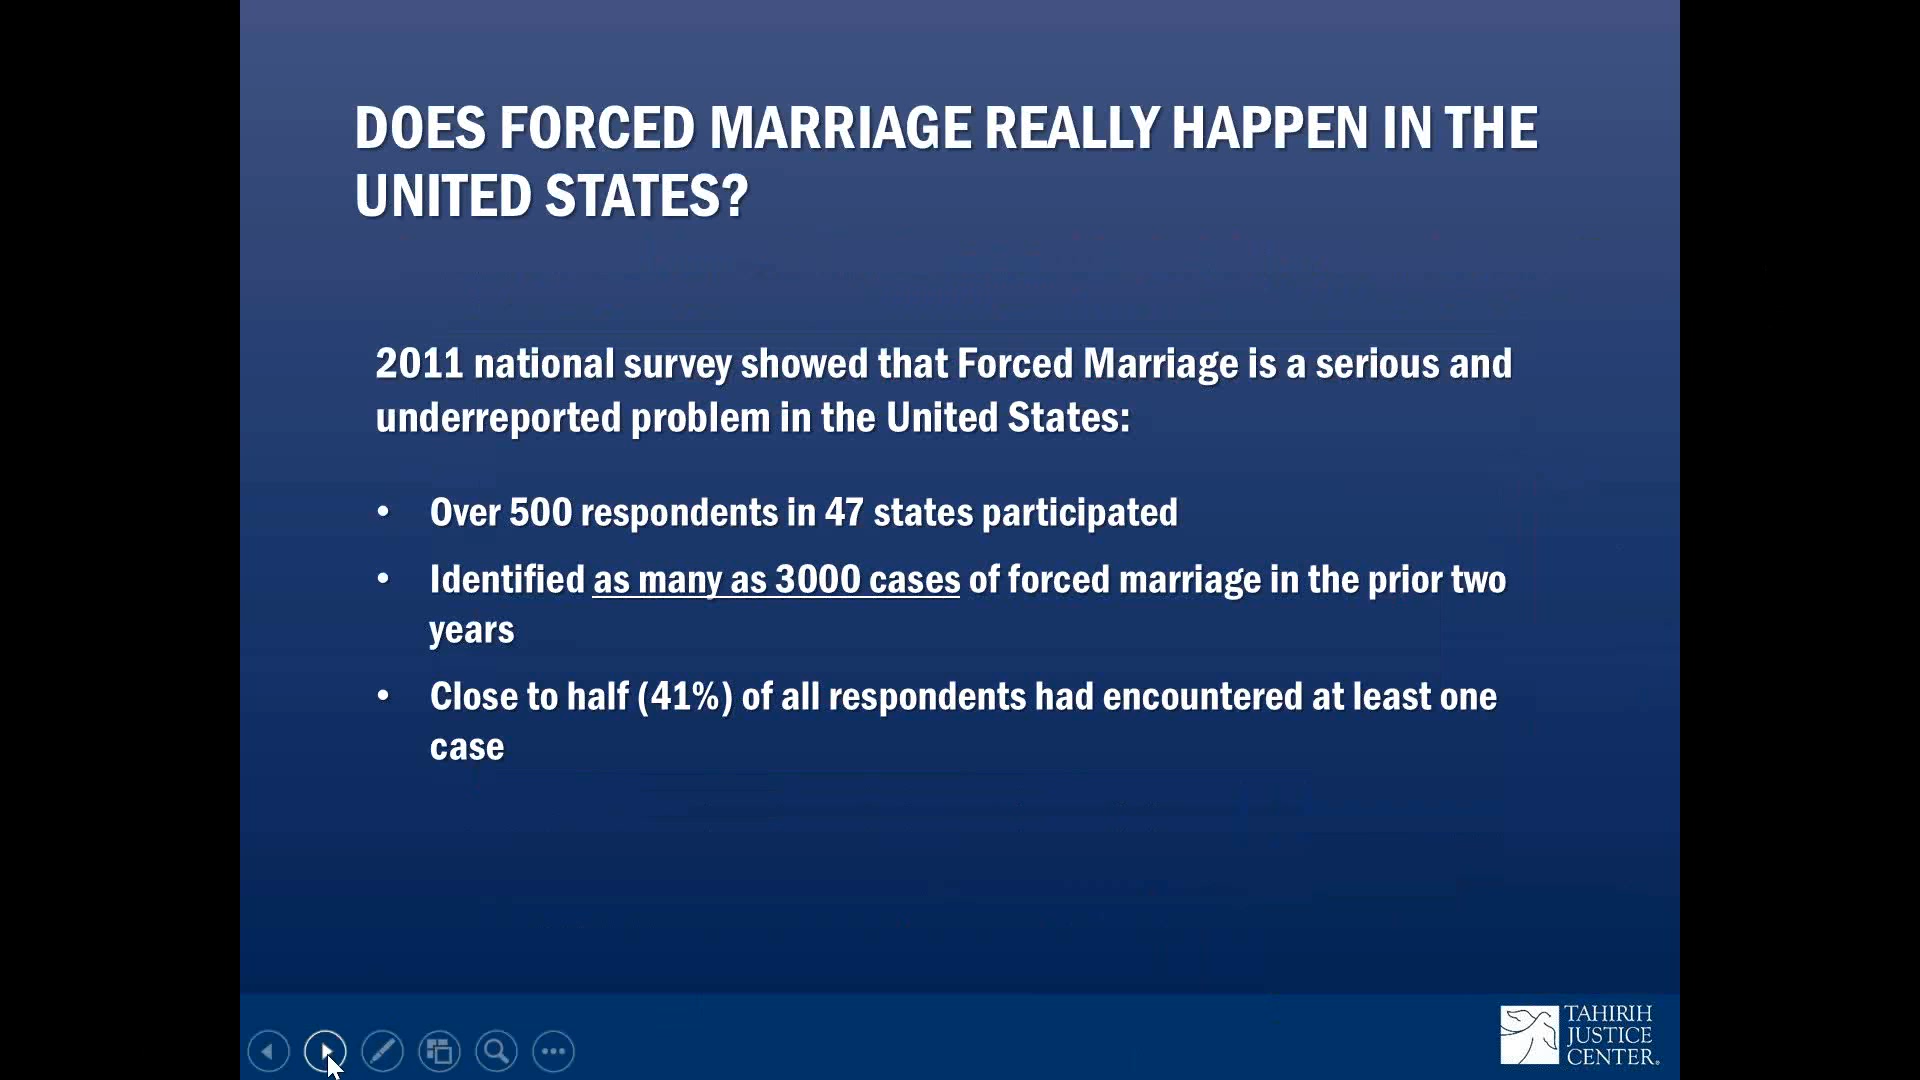 DOES FORCED MARRIAGE REALLY HAPPEN IN THE
UNITED STATES?
2011 national survey showed that Forced Marriage is a serious and
underreported problem in the United States:
• Over 500 respondents in 47 states participated
• Identified as many as 3000 cases of forced marriage in the prior two
years
• Close to half (41%) of all respondents had encountered at least one
case
TAHIRIH
JUSTICE
CENTER®